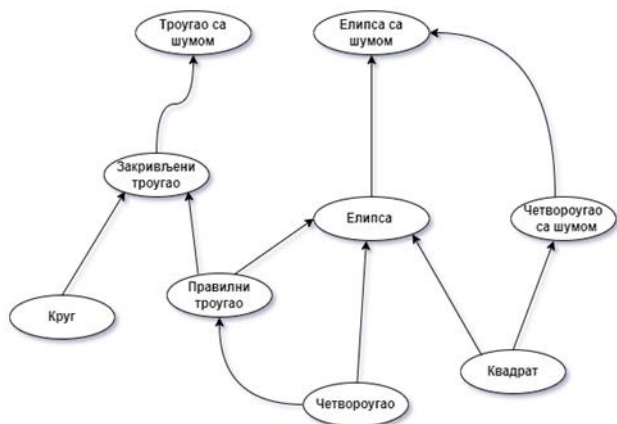 Троугао са
шумом
Елипса са
шумом
Закривљени
троугао
Елипса
Четвороугао
са шумом
Правилни
троугао
Круг
Четвороугао
Квадрат